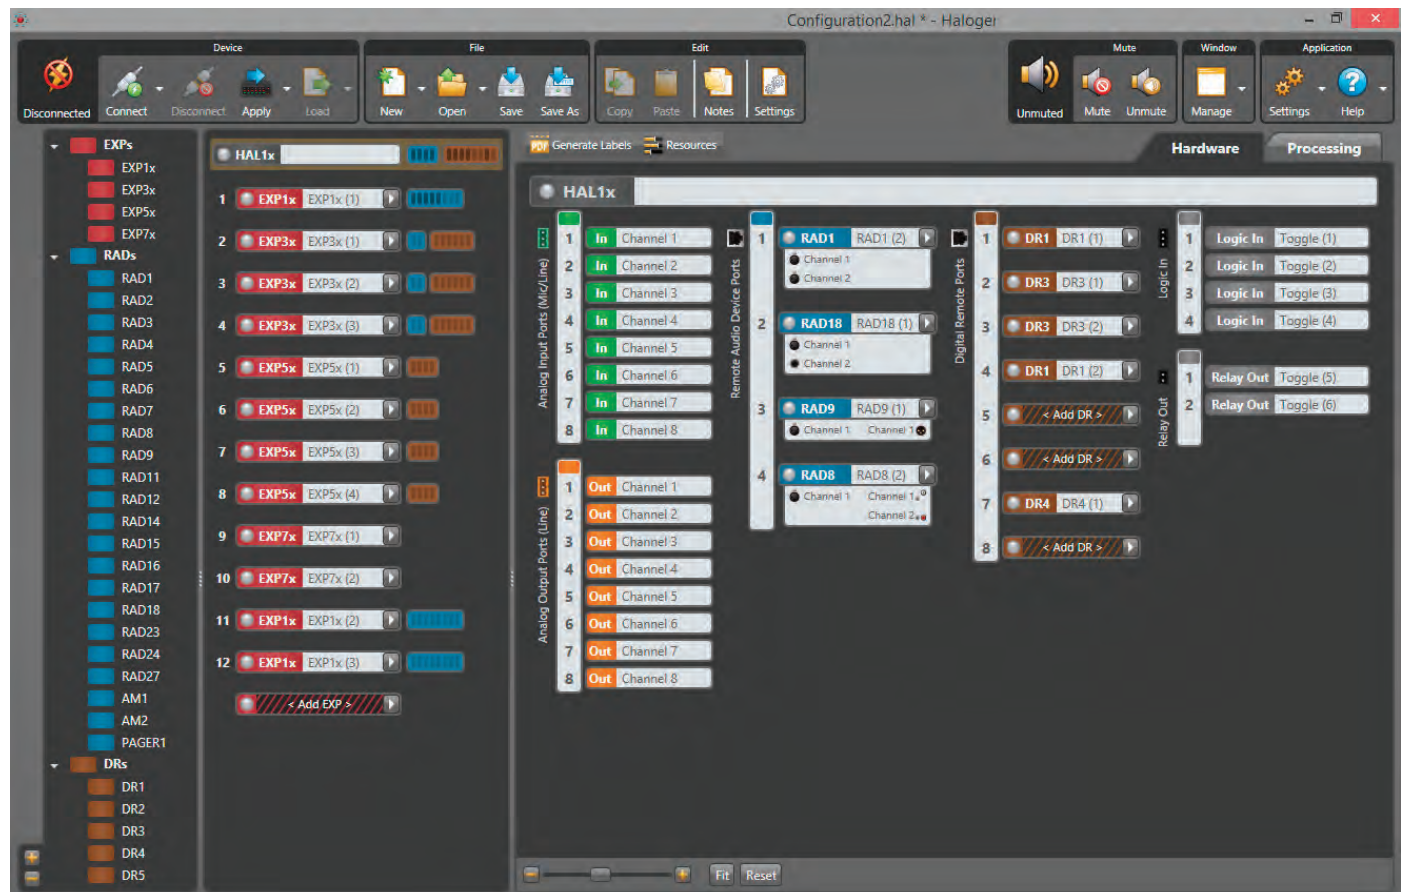 Configuration2.hal * - Haloger
Device
File
Edit
Mute
Window
Application
Disconnected
Connect
Disconnect
Apply
Load
New
Open
Save
Save As
Copy
Paste
Notes
Settings
Unmuted
Mute
Unmute
Manage
Settings
Help
EXPs
EXP1x
EXP3x
EXP5x
EXP7x
RADs
RAD1
RAD2
RAD3
RAD4
RAD5
RAD6
RAD7
RAD8
RAD9
RAD11
RAD12
RAD14
RAD15
RAD16
RAD17
RAD18
RAD23
RAD24
RAD27
AM1
AM2
PAGER1
DRs
DR1
DR2
DR3
DR4
DR5
HAL1x
1 EXP1x EXP1x (1)
2 EXP3x EXP3x (1)
3 EXP3x EXP3x (2)
4 EXP3x EXP3x (3)
5 EXP5x EXP5x (1)
6 EXP5x EXP5x (2)
7 EXP5x EXP5x (3)
8 EXP5x EXP5x (4)
9 EXP7x EXP7x (1)
10 EXP7x EXP7x (2)
11 EXP1x EXP1x (2)
12 EXP1x EXP1x (3)
< Add EXP >
PDF Generate Labels
Resources
Hardware
Processing
HAL1x
Analog Input Ports (Mic/Line)
1 In Channel 1
2 In Channel 2
3 In Channel 3
4 In Channel 4
5 In Channel 5
6 In Channel 6
7 In Channel 7
8 In Channel 8
Analog Output Ports (Line)
1 Out Channel 1
2 Out Channel 2
3 Out Channel 3
4 Out Channel 4
5 Out Channel 5
6 Out Channel 6
7 Out Channel 7
8 Out Channel 8
Remote Audio Device Ports
1 RAD1 RAD1 (2)
Channel 1
Channel 2
2 RAD18 RAD18 (1)
Channel 1
Channel 2
3 RAD9 RAD9 (1)
Channel 1 Channel 1
4 RAD8 RAD8 (2)
Channel 1 Channel 1
Channel 2
Digital Remote Ports
1 DR1 DR1 (1)
2 DR3 DR3 (1)
3 DR3 DR3 (2)
4 DR1 DR1 (2)
5 < Add DR >
6 < Add DR >
7 DR4 DR4 (1)
8 < Add DR >
Logic In
1 Logic In Toggle (1)
2 Logic In Toggle (2)
3 Logic In Toggle (3)
4 Logic In Toggle (4)
Relay Out
1 Relay Out Toggle (5)
2 Relay Out Toggle (6)
Fit
Reset